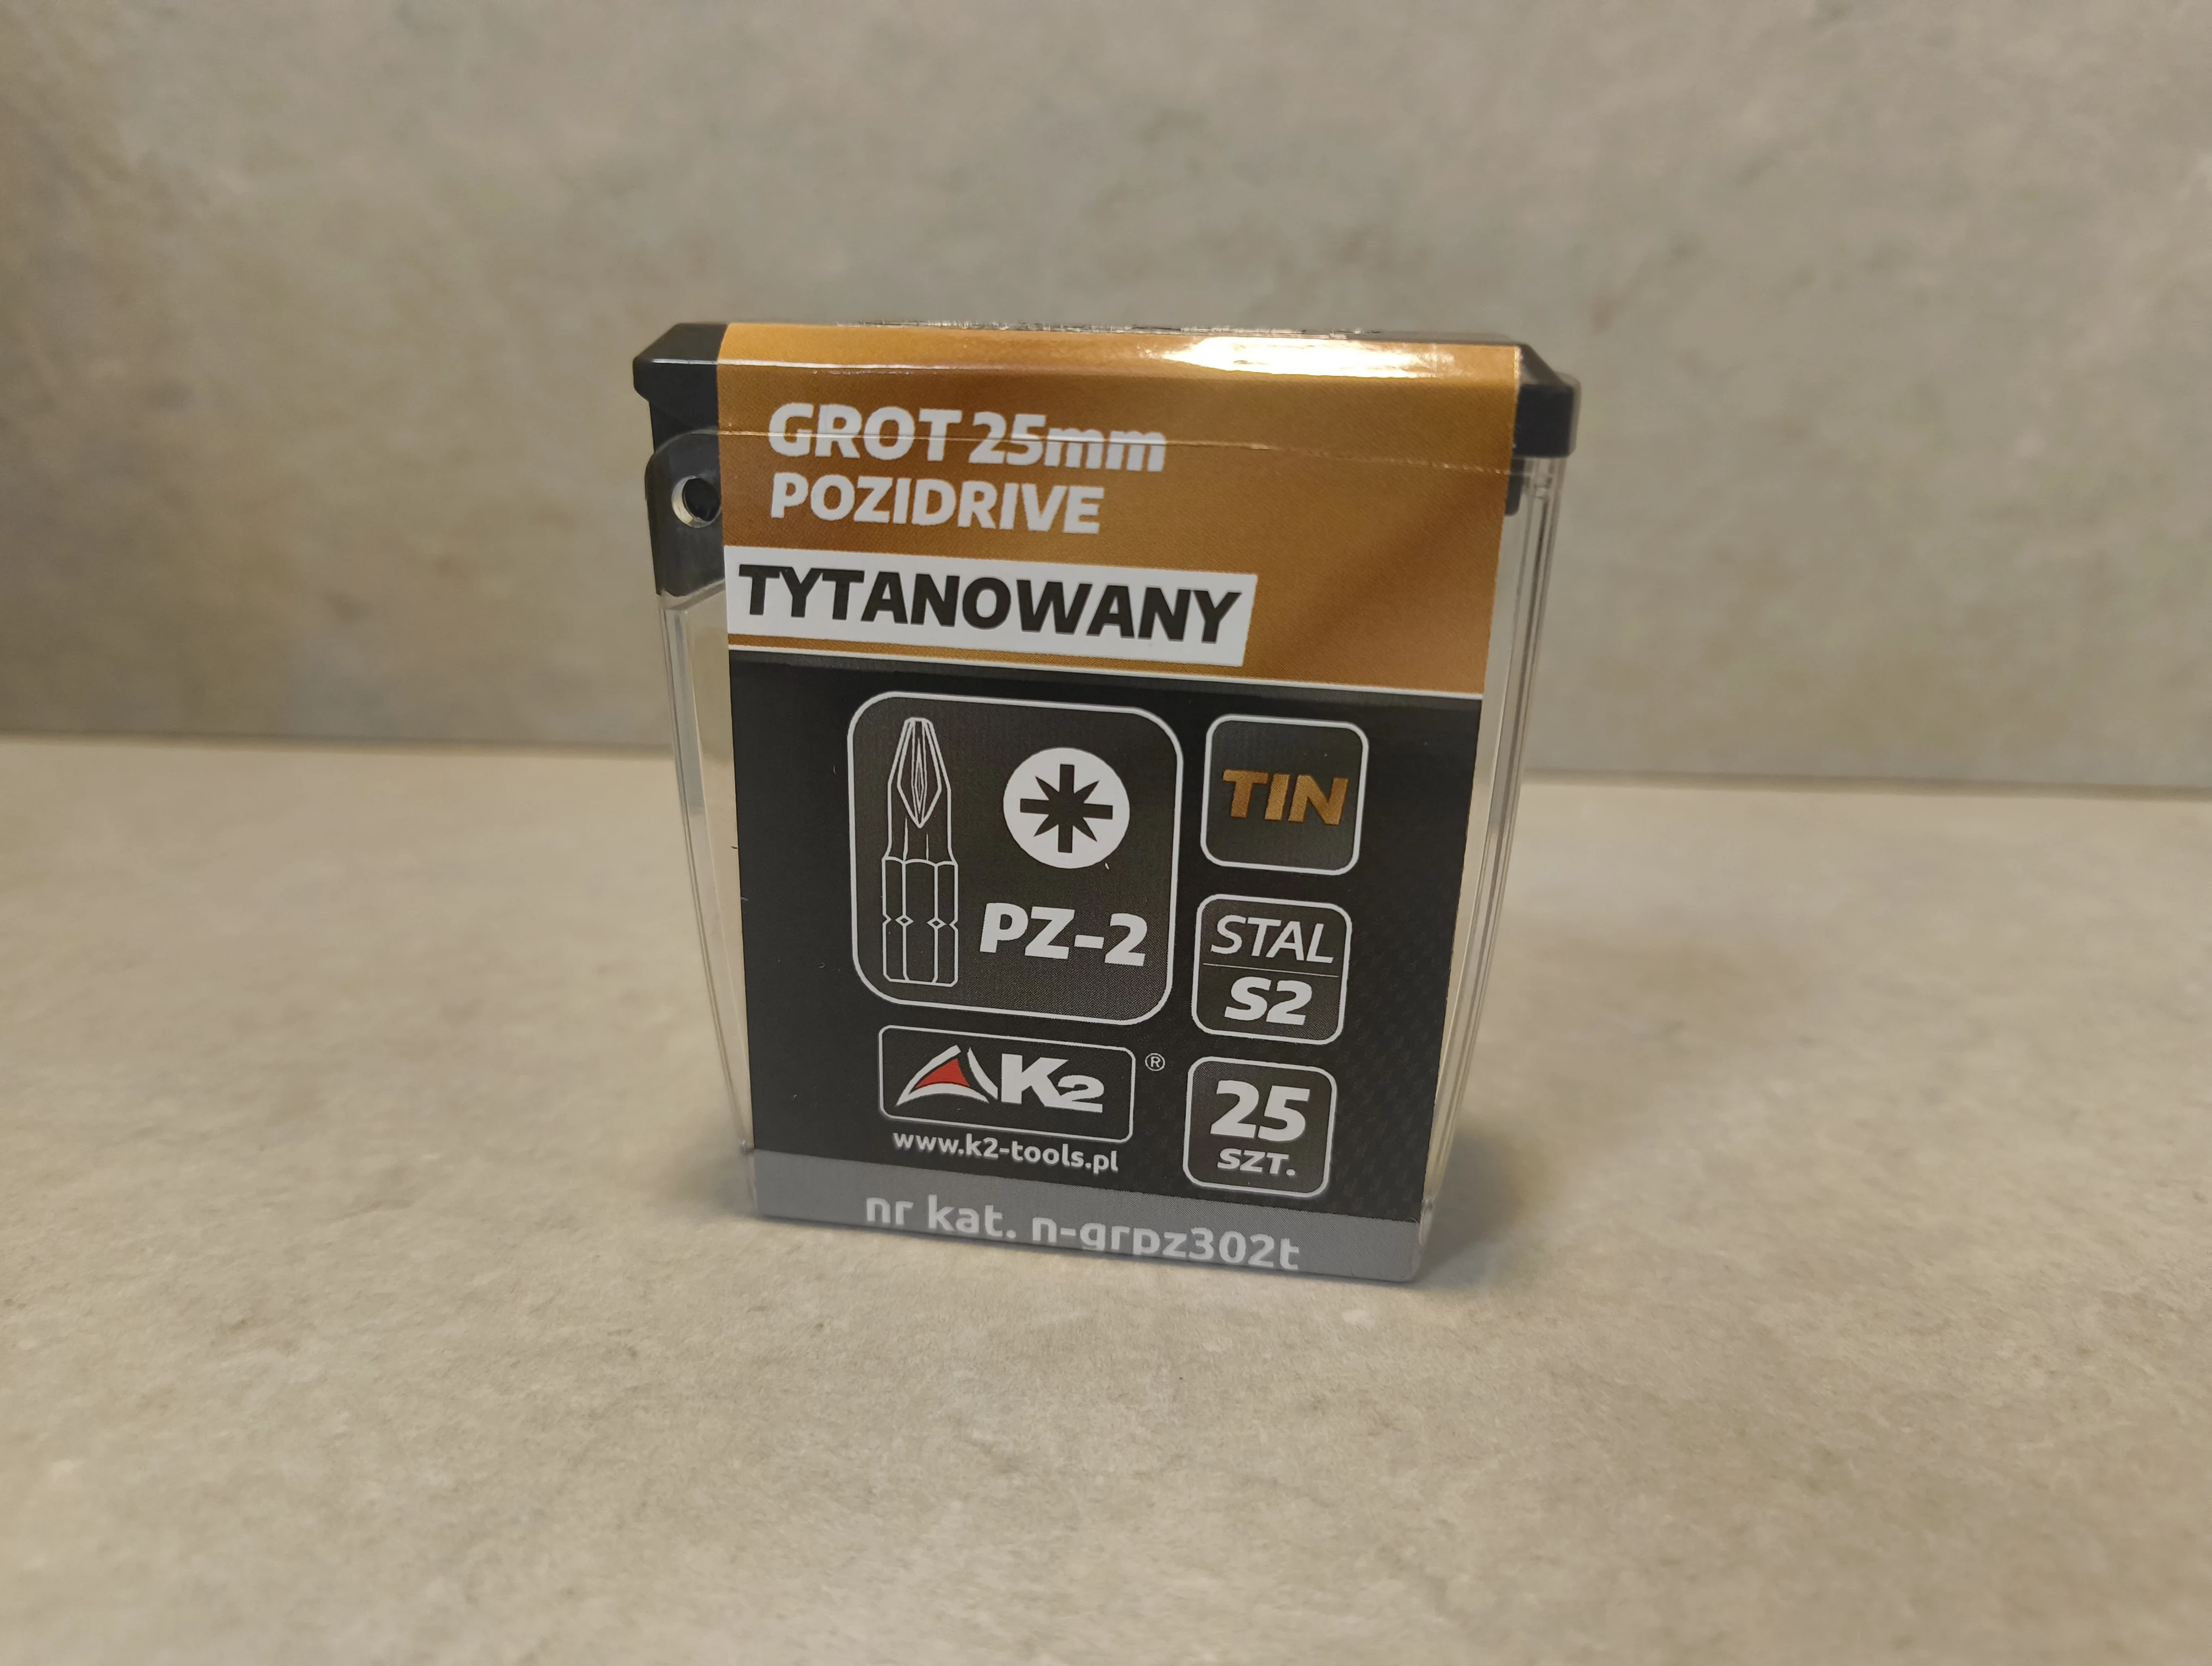 GROT 25mm
POZIDRIVE
TYTANOWANY
TIN
PZ-2
STAL
S2
K2
®
www.k2-tools.pl
25
SZT.
nr kat. n-grpz302t